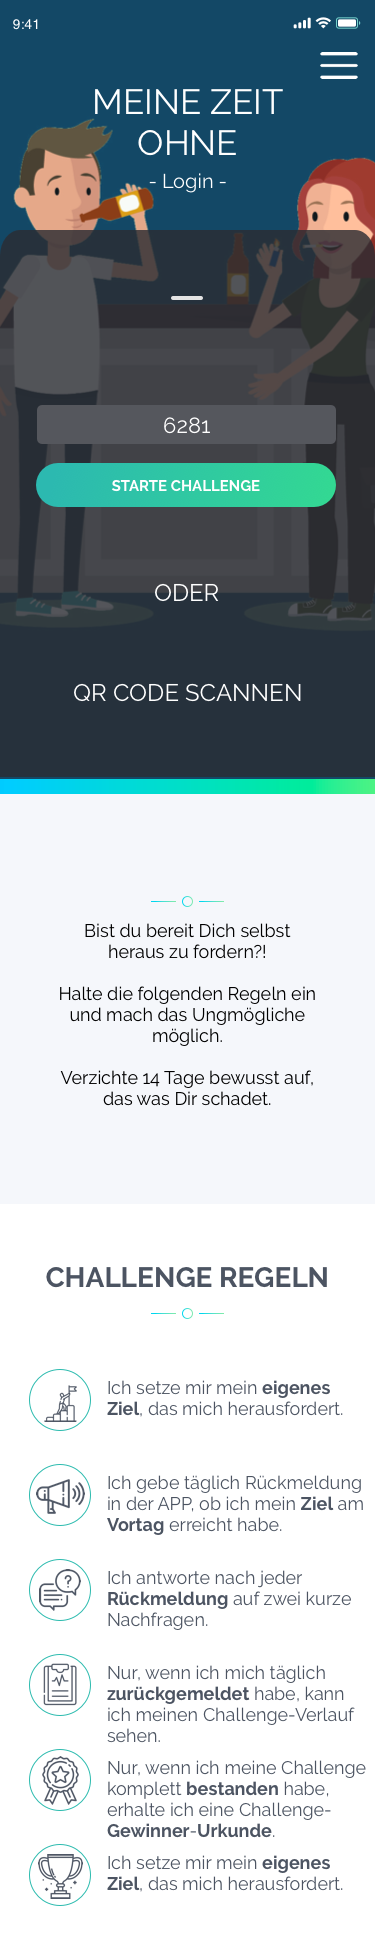 9:41
MEINE ZEIT
OHNE
- Login -
6281
STARTE CHALLENGE
ODER
QR CODE SCANNEN
Bist du bereit Dich selbst
heraus zu fordern?!
Halte die folgenden Regeln ein
und mach das Ungmögliche
möglich.
Verzichte 14 Tage bewusst auf,
das was Dir schadet.
CHALLENGE REGELN
Ich setze mir mein eigenes
Ziel, das mich herausfordert.
Ich gebe täglich Rückmeldung
in der APP, ob ich mein Ziel am
Vortag erreicht habe.
Ich antworte nach jeder
Rückmeldung auf zwei kurze
Nachfragen.
Nur, wenn ich mich täglich
zurückgemeldet habe, kann
ich meinen Challenge-Verlauf
sehen.
Nur, wenn ich meine Challenge
komplett bestanden habe,
erhalte ich eine Challenge-
Gewinner-Urkunde.
Ich setze mir mein eigenes
Ziel, das mich herausfordert.